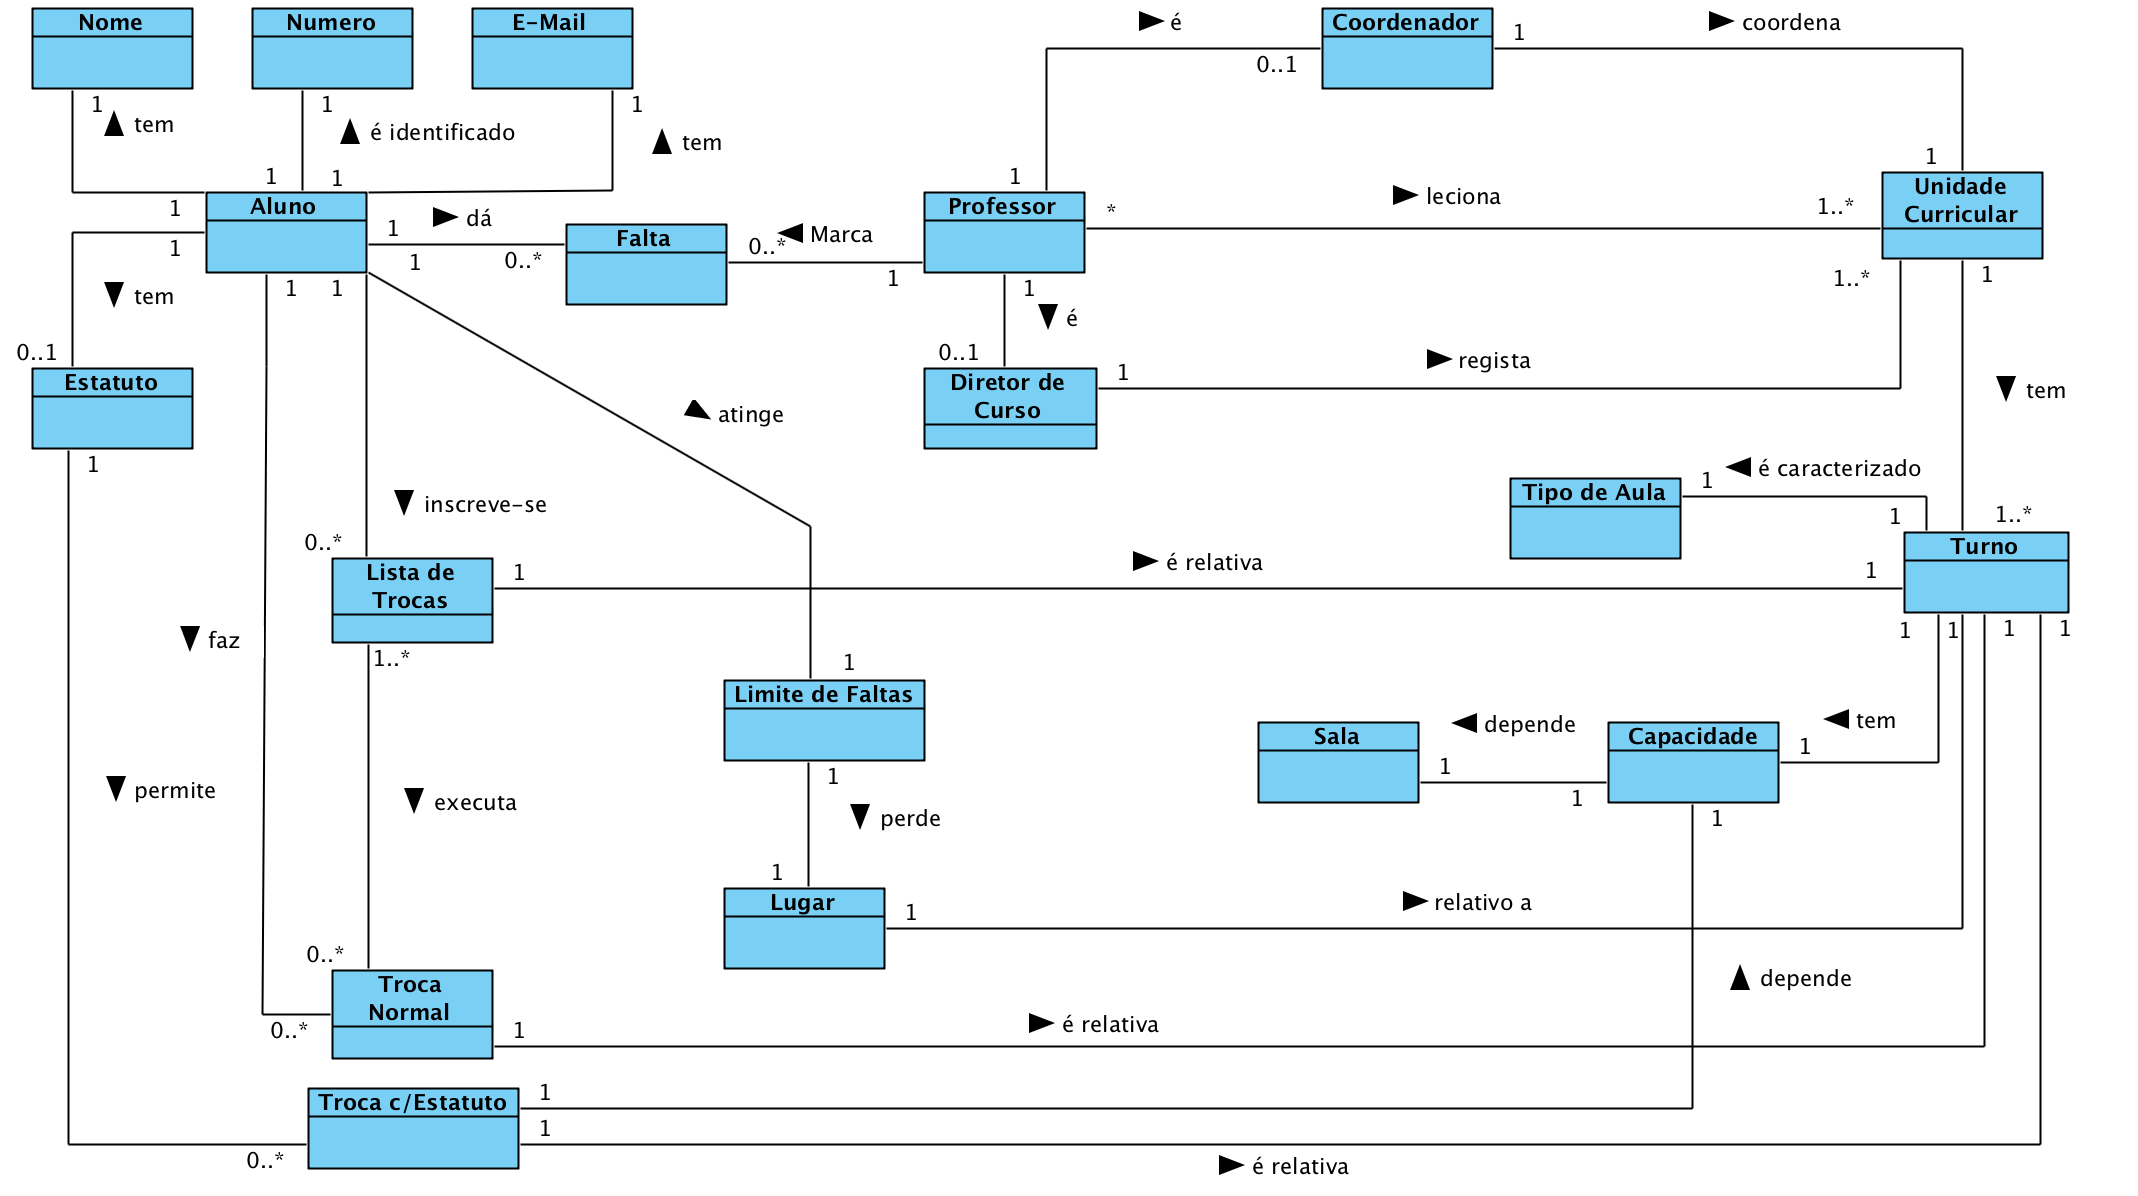 Nome
Numero
E-Mail
é
Coordenador
1
coordena
0..1
1
tem
1
é identificado
1
tem
1
1
1
1
1
Aluno
1
dá
Falta
0..*
1
0..*
Marca
1
Professor
*
leciona
1..*
Unidade
Curricular
1
tem
1
1
1
é
1..*
1
0..1
Estatuto
1
0..1
Diretor de
Curso
1
regista
tem
atinge
inscreve-se
1
é caracterizado
Tipo de Aula
1
1..*
Turno
0..*
Lista de
Trocas
1
é relativa
1
1..*
faz
1
1
1
1
1
Limite de Faltas
1
depende
tem
Sala
1
1
Capacidade
1
1
permite
executa
perde
1
Lugar
1
relativo a
0..*
Troca
Normal
depende
0..*
1
é relativa
Troca c/Estatuto
1
1
0..*
é relativa